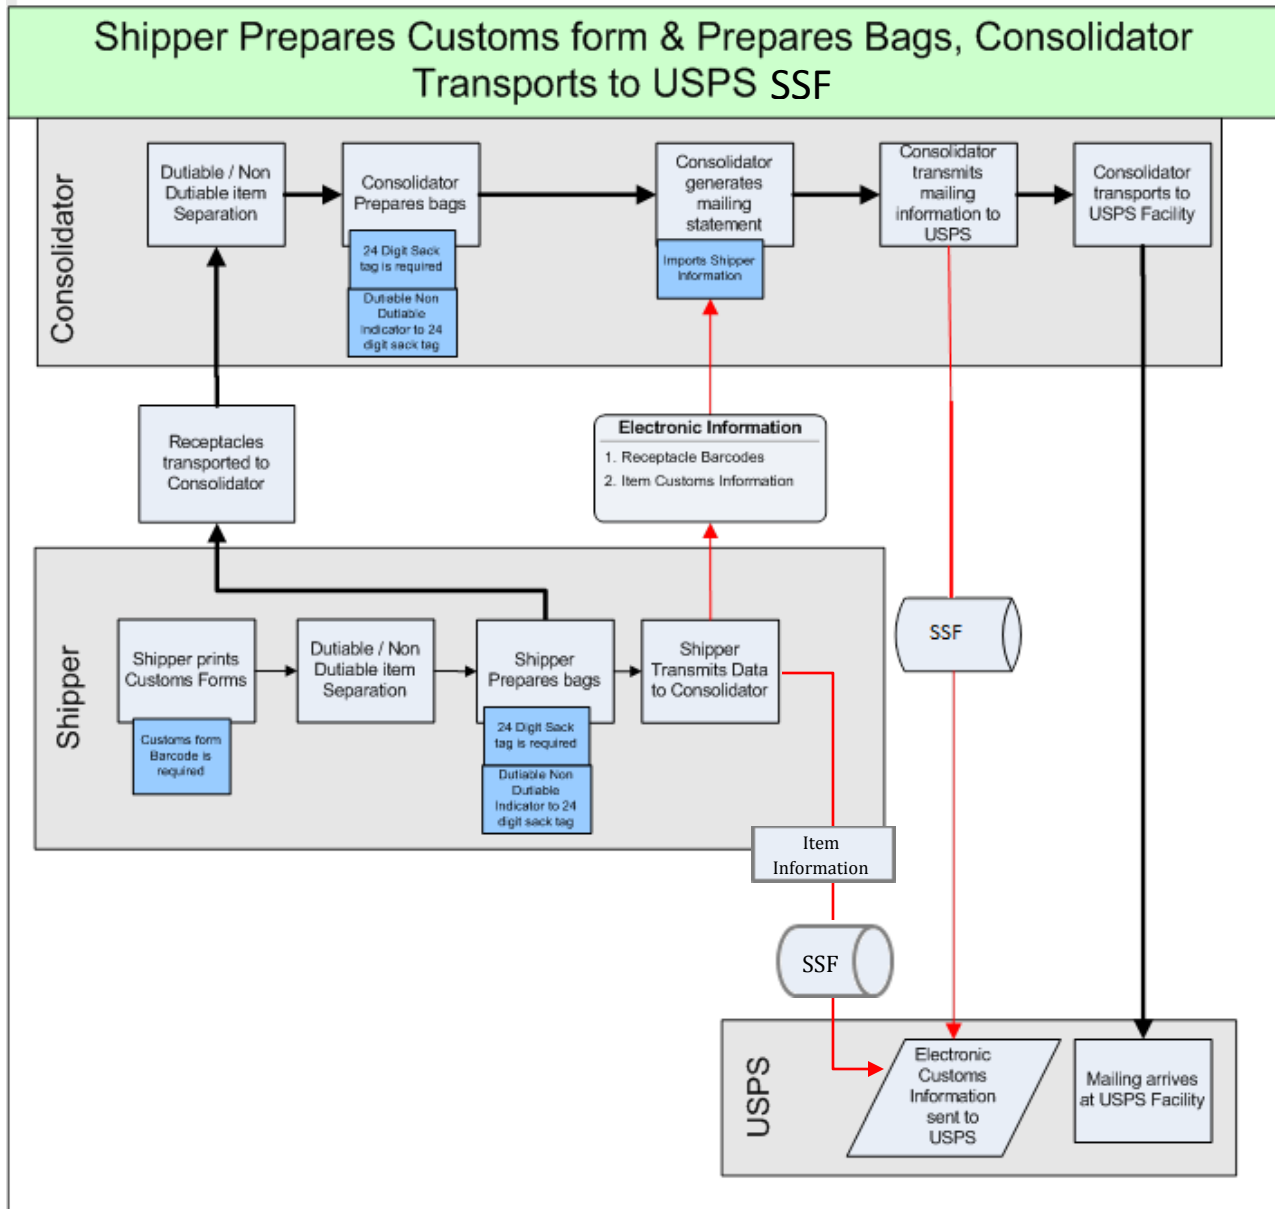 Shipper Prepares Customs form & Prepares Bags, Consolidator
Transports to USPS SSF
Consolidator
Dutiable / Non
Dutiable item
Separation
Consolidator
Prepares bags
24 Digit Sack
tag is required
Dutiable Non
Dutiable
Indicator to 24
digit sack tag
Consolidator
generates
mailing
statement
Imports Shipper
Information
Consolidator
transmits
mailing
information to
USPS
Consolidator
transports to
USPS Facility
Receptacles
transported to
Consolidator
Electronic Information
1. Receptacle Barcodes
2. Item Customs Information
Shipper
Shipper prints
Customs Forms
Customs form
Barcode is
required
Dutiable / Non
Dutiable item
Separation
Shipper
Prepares bags
24 Digit Sack
tag is required
Dutiable Non
Dutiable
Indicator to 24
digit sack tag
Shipper
Transmits Data
to Consolidator
SSF
Item
Information
SSF
USPS
Electronic
Customs
Information
sent to
USPS
Mailing arrives
at USPS Facility